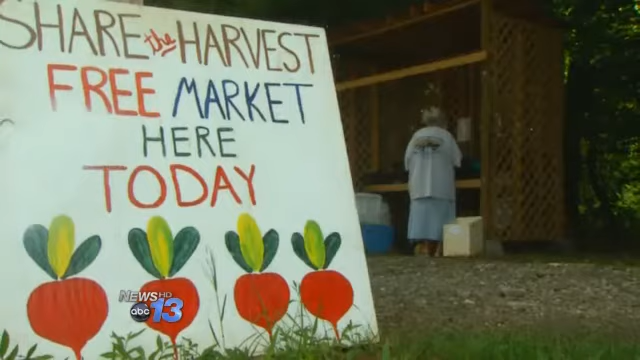 SHARE the HARVEST
FREE MARKET
HERE
TODAY
NEWS HD
abc 13